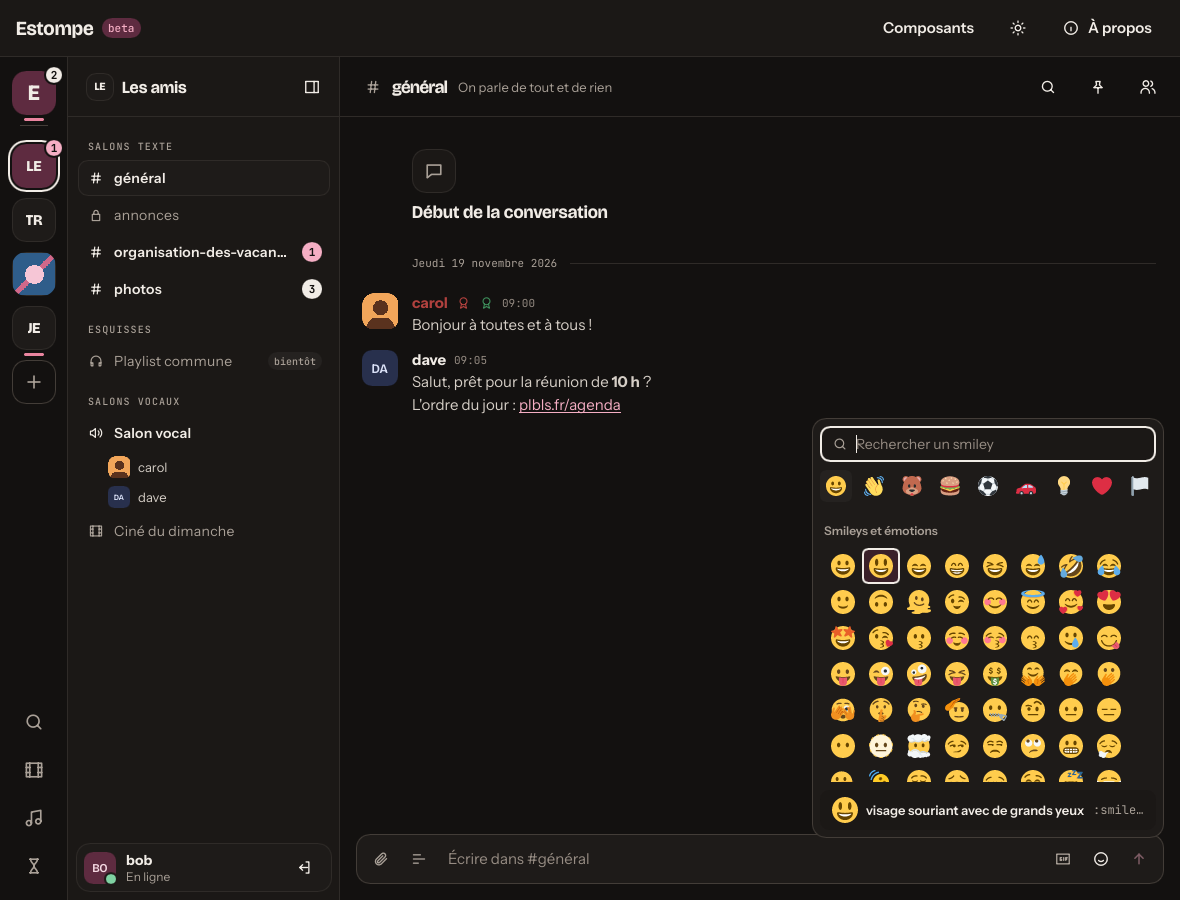 Estompe beta
Composants
À propos
E 2
LE 1
TR
JE
LE Les amis
SALONS TEXTE
# général
annonces
# organisation-des-vacan… 1
# photos 3
ESQUISSES
Playlist commune bientôt
SALONS VOCAUX
Salon vocal
carol
DA dave
Ciné du dimanche
BO bob
En ligne
# général On parle de tout et de rien
Début de la conversation
Jeudi 19 novembre 2026
carol 09:00
Bonjour à toutes et à tous !
DA dave 09:05
Salut, prêt pour la réunion de 10 h ?
L'ordre du jour : plbls.fr/agenda
Rechercher un smiley
Smileys et émotions
visage souriant avec de grands yeux :smile…
Écrire dans #général
GIF